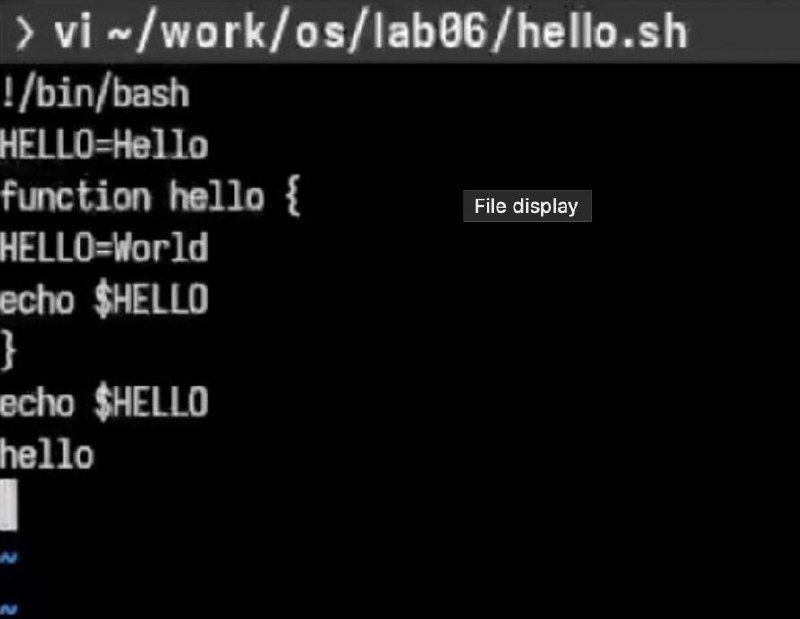 > vi ~/work/os/lab06/hello.sh
!/bin/bash
HELLO=Hello
function hello {
File display
HELLO=World
echo $HELLO
}
echo $HELLO
hello
~
~